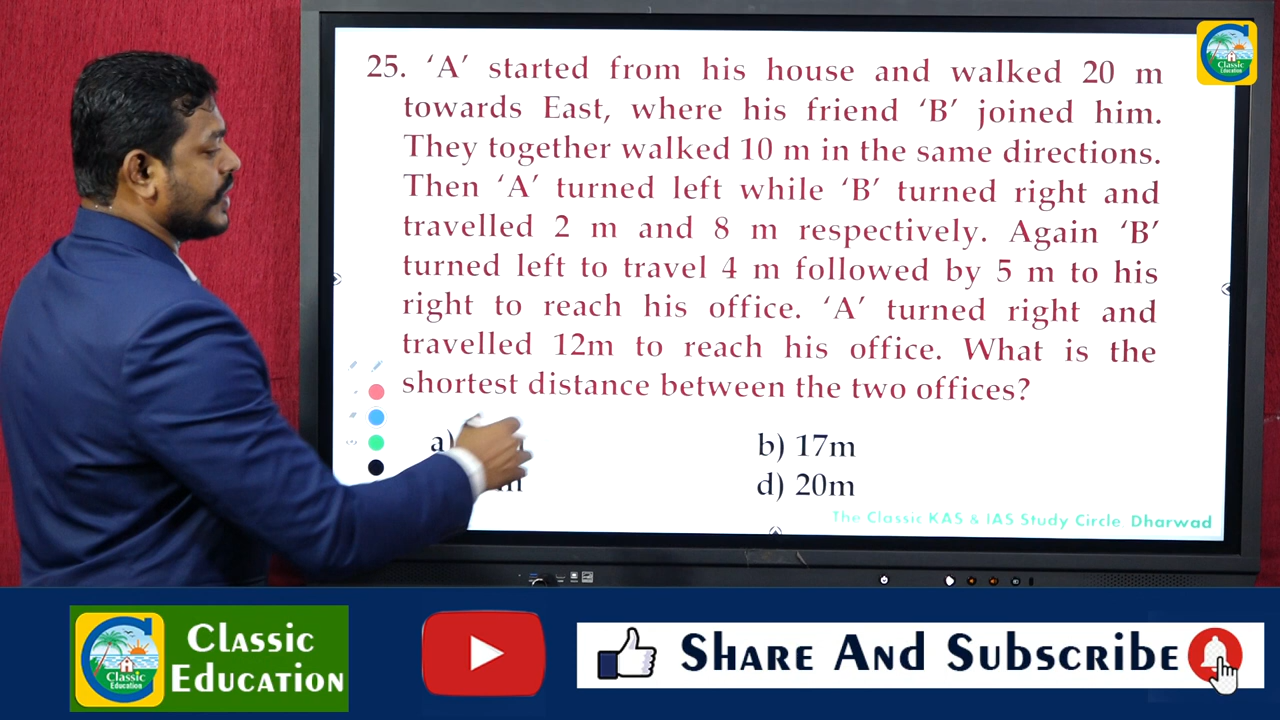 Classic
Education
25. ‘A’ started from his house and walked 20 m
towards East, where his friend ‘B’ joined him.
They together walked 10 m in the same directions.
Then ‘A’ turned left while ‘B’ turned right and
travelled 2 m and 8 m respectively. Again ‘B’
turned left to travel 4 m followed by 5 m to his
right to reach his office. ‘A’ turned right and
travelled 12m to reach his office. What is the
shortest distance between the two offices?
a)
b) 17m
d) 20m
The Classic KAS & IAS Study Circle Dharwad
Classic
Education
Classic
Education
Share And Subscribe